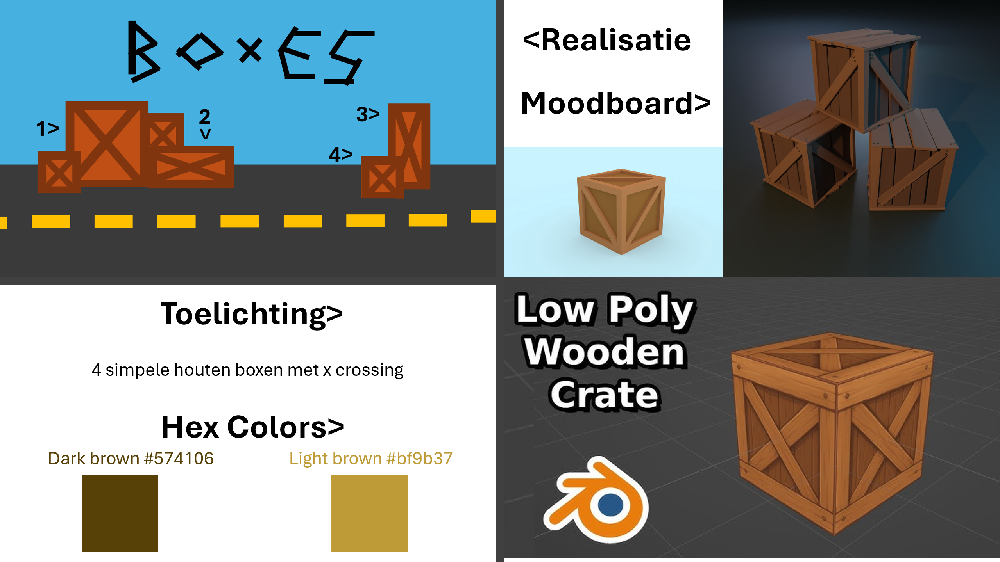 BOXES
1>
2
V
3>
4>
<Realisatie
Moodboard>
Toelichting>
4 simpele houten boxen met x crossing
Hex Colors>
Dark brown #574106
Light brown #bf9b37
Low Poly
Wooden
Crate